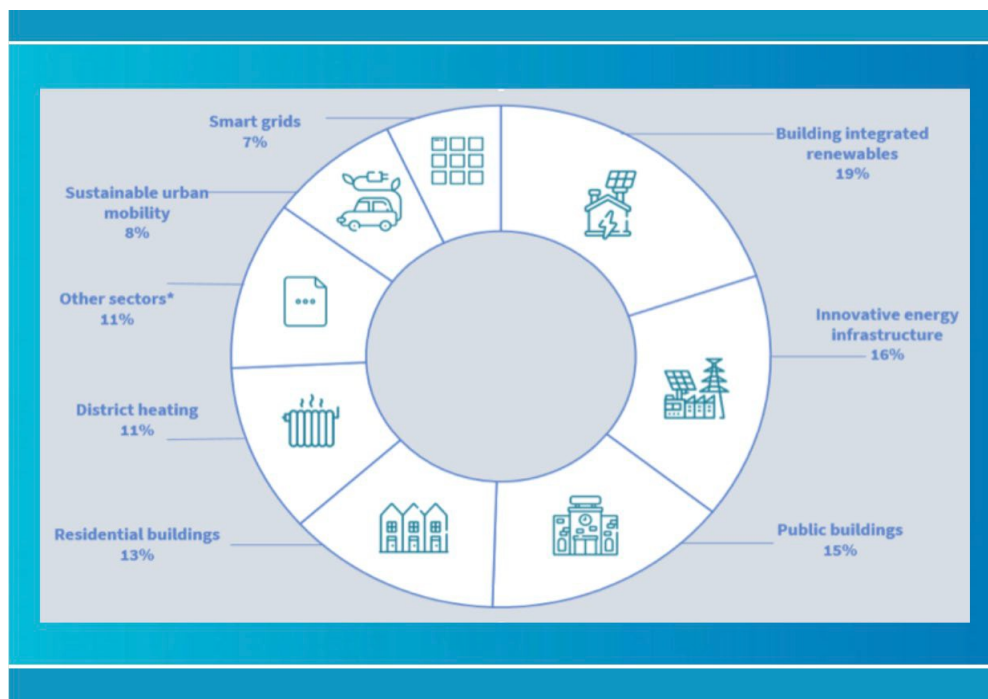 Smart grids
7%
Building integrated
renewables
19%
Sustainable urban
mobility
8%
Other sectors*
11%
Innovative energy
infrastructure
16%
District heating
11%
Residential buildings
13%
Public buildings
15%